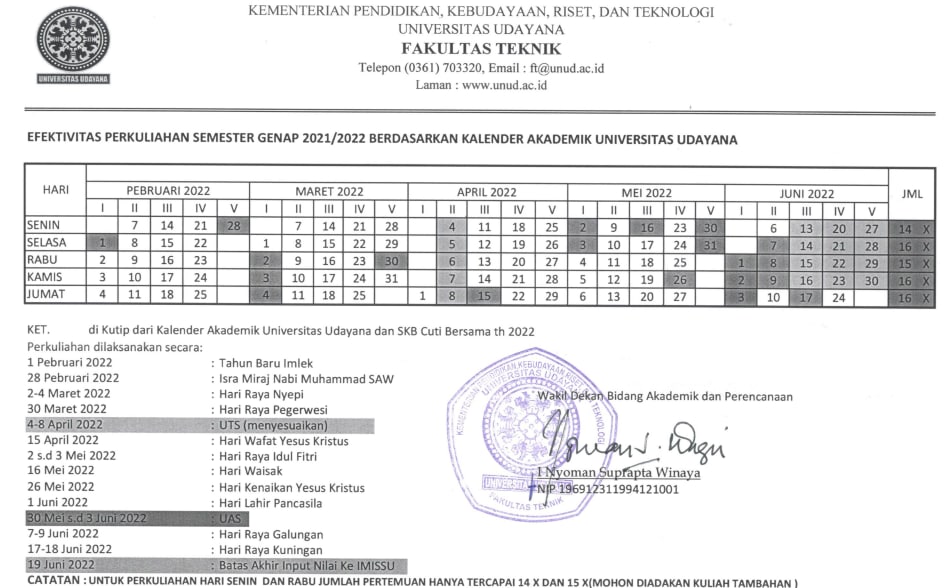 KEMENTERIAN PENDIDIKAN, KEBUDAYAAN, RISET, DAN TEKNOLOGI
UNIVERSITAS UDAYANA
FAKULTAS TEKNIK
Telepon (0361) 703320, Email : ft@unud.ac.id
Laman : www.unud.ac.id
UNIVERSITAS UDAYANA
EFEKTIVITAS PERKULIAHAN SEMESTER GENAP 2021/2022 BERDASARKAN KALENDER AKADEMIK UNIVERSITAS UDAYANA
HARI PEBRUARI 2022 MARET 2022 APRIL 2022 MEI 2022 JUNI 2022 JML
I II III IV V I II III IV V I II III IV V I II III IV V I II III IV V
SENIN 7 14 21 28 7 14 21 28 4 11 18 25 2 9 16 23 30 6 13 20 27 14 X
SELASA 1 8 15 22 1 8 15 22 29 5 12 19 26 3 10 17 24 31 7 14 21 28 16 X
RABU 2 9 16 23 2 9 16 23 30 6 13 20 27 4 11 18 25 1 8 15 22 29 15 X
KAMIS 3 10 17 24 3 10 17 24 31 7 14 21 28 5 12 19 26 2 9 16 23 30 16 X
JUMAT 4 11 18 25 4 11 18 25 1 8 15 22 29 6 13 20 27 3 10 17 24 16 X
KET. di Kutip dari Kalender Akademik Universitas Udayana dan SKB Cuti Bersama th 2022
Perkuliahan dilaksanakan secara:
1 Pebruari 2022 : Tahun Baru Imlek
28 Pebruari 2022 : Isra Miraj Nabi Muhammad SAW
2-4 Maret 2022 : Hari Raya Nyepi
30 Maret 2022 : Hari Raya Pegerwesi
4-8 April 2022 : UTS (menyesuaikan)
15 April 2022 : Hari Wafat Yesus Kristus
2 s.d 3 Mei 2022 : Hari Raya Idul Fitri
16 Mei 2022 : Hari Waisak
26 Mei 2022 : Hari Kenaikan Yesus Kristus
1 Juni 2022 : Hari Lahir Pancasila
30 Mei s.d 3 Juni 2022 : UAS
7-9 Juni 2022 : Hari Raya Galungan
17-18 Juni 2022 : Hari Raya Kuningan
19 Juni 2022 : Batas Akhir Input Nilai Ke IMISSU
Wakil Dekan Bidang Akademik dan Perencanaan
I Nyoman Suprapta Winaya
NIP 196912311994121001
KEMENTERIAN PENDIDIKAN KEBUDAYAAN RISET, DAN TEKNOLOGI
UNIVERSITAS UDAYANA
FAKULTAS TEKNIK
CATATAN : UNTUK PERKULIAHAN HARI SENIN DAN RABU JUMLAH PERTEMUAN HANYA TERCAPAI 14 X DAN 15 X(MOHON DIADAKAN KULIAH TAMBAHAN )